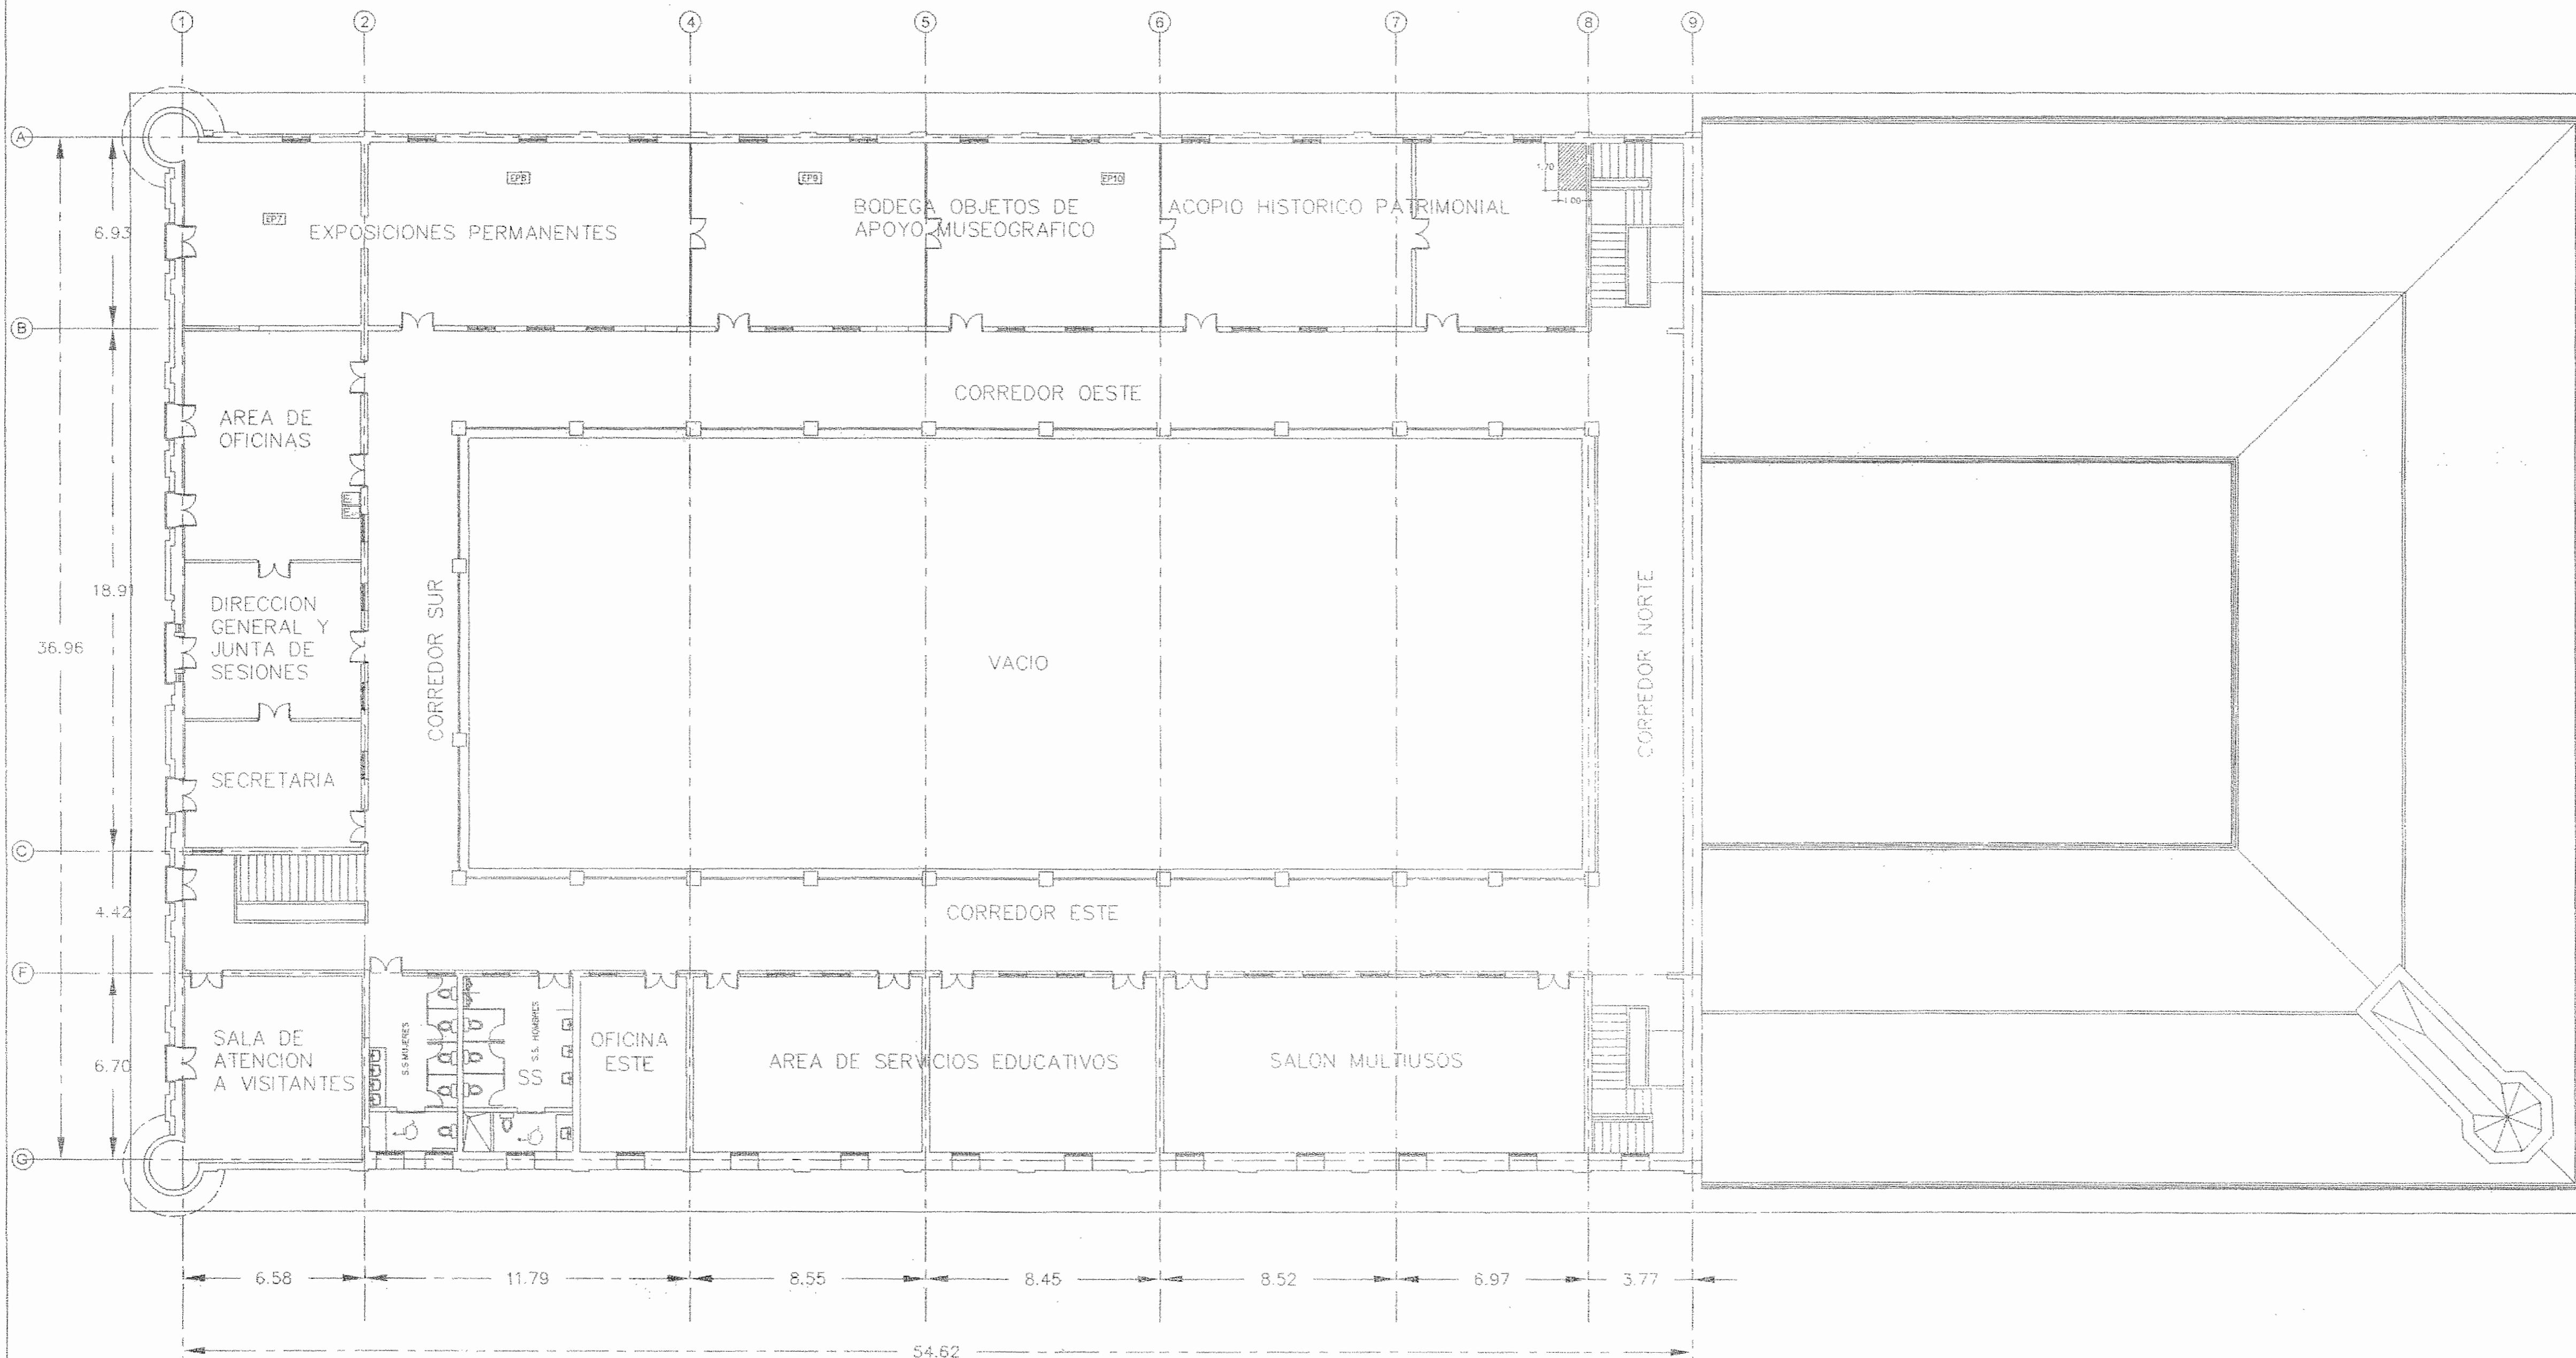 1 2 4 5 6 7 8 9
A
B
C
F
G
6.93
18.91
36.96
4.42
6.70
EP7
EP8
EP9
EP10
EXPOSICIONES PERMANENTES
BODEGA OBJETOS DE
APOYO MUSEOGRAFICO
ACOPIO HISTORICO PATRIMONIAL
1.70
1.00
CORREDOR OESTE
AREA DE
OFICINAS
DIRECCION
GENERAL Y
JUNTA DE
SESIONES
SECRETARIA
CORREDOR SUR
VACIO
CORREDOR NORTE
CORREDOR ESTE
SALA DE
ATENCION
A VISITANTES
S.S MUJERES
S.S. HOMBRES
SS
OFICINA
ESTE
AREA DE SERVICIOS EDUCATIVOS
SALON MULTIUSOS
6.58 11.79 8.55 8.45 8.52 6.97 3.77
54.62